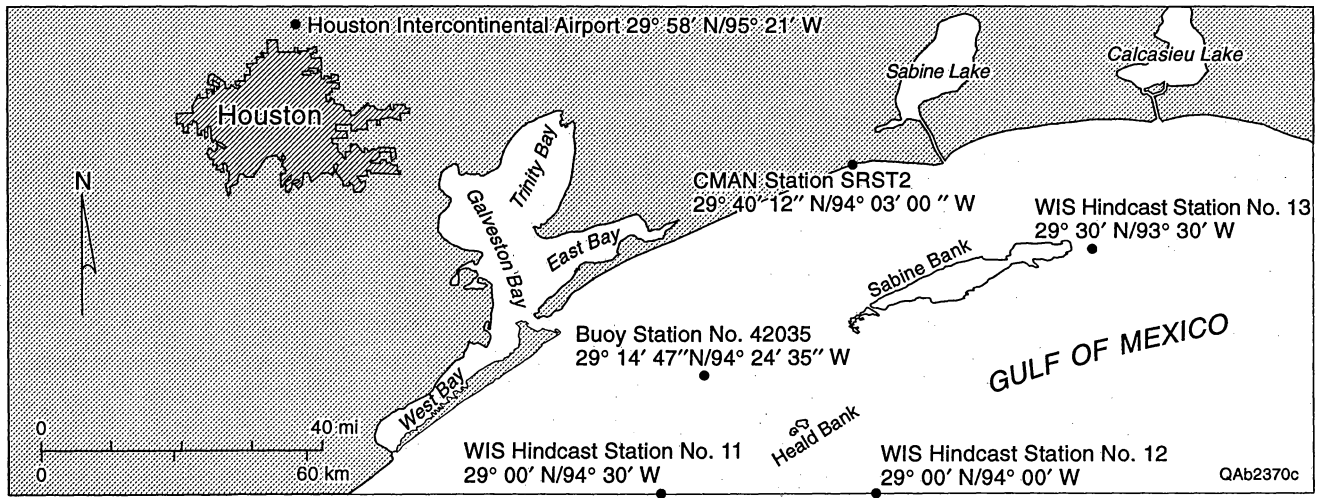 Houston Intercontinental Airport 29° 58′ N/95° 21′ W
Houston
Sabine Lake
Calcasieu Lake
N
Trinity Bay
Galveston Bay
East Bay
West Bay
CMAN Station SRST2
29° 40′ 12″ N/94° 03′ 00 ″ W
WIS Hindcast Station No. 13
29° 30′ N/93° 30′ W
Sabine Bank
Buoy Station No. 42035
29° 14′ 47″N/94° 24′ 35″ W
GULF OF MEXICO
Heald Bank
0 40 mi
0 60 km
WIS Hindcast Station No. 11
29° 00′ N/94° 30′ W
WIS Hindcast Station No. 12
29° 00′ N/94° 00′ W
QAb2370c